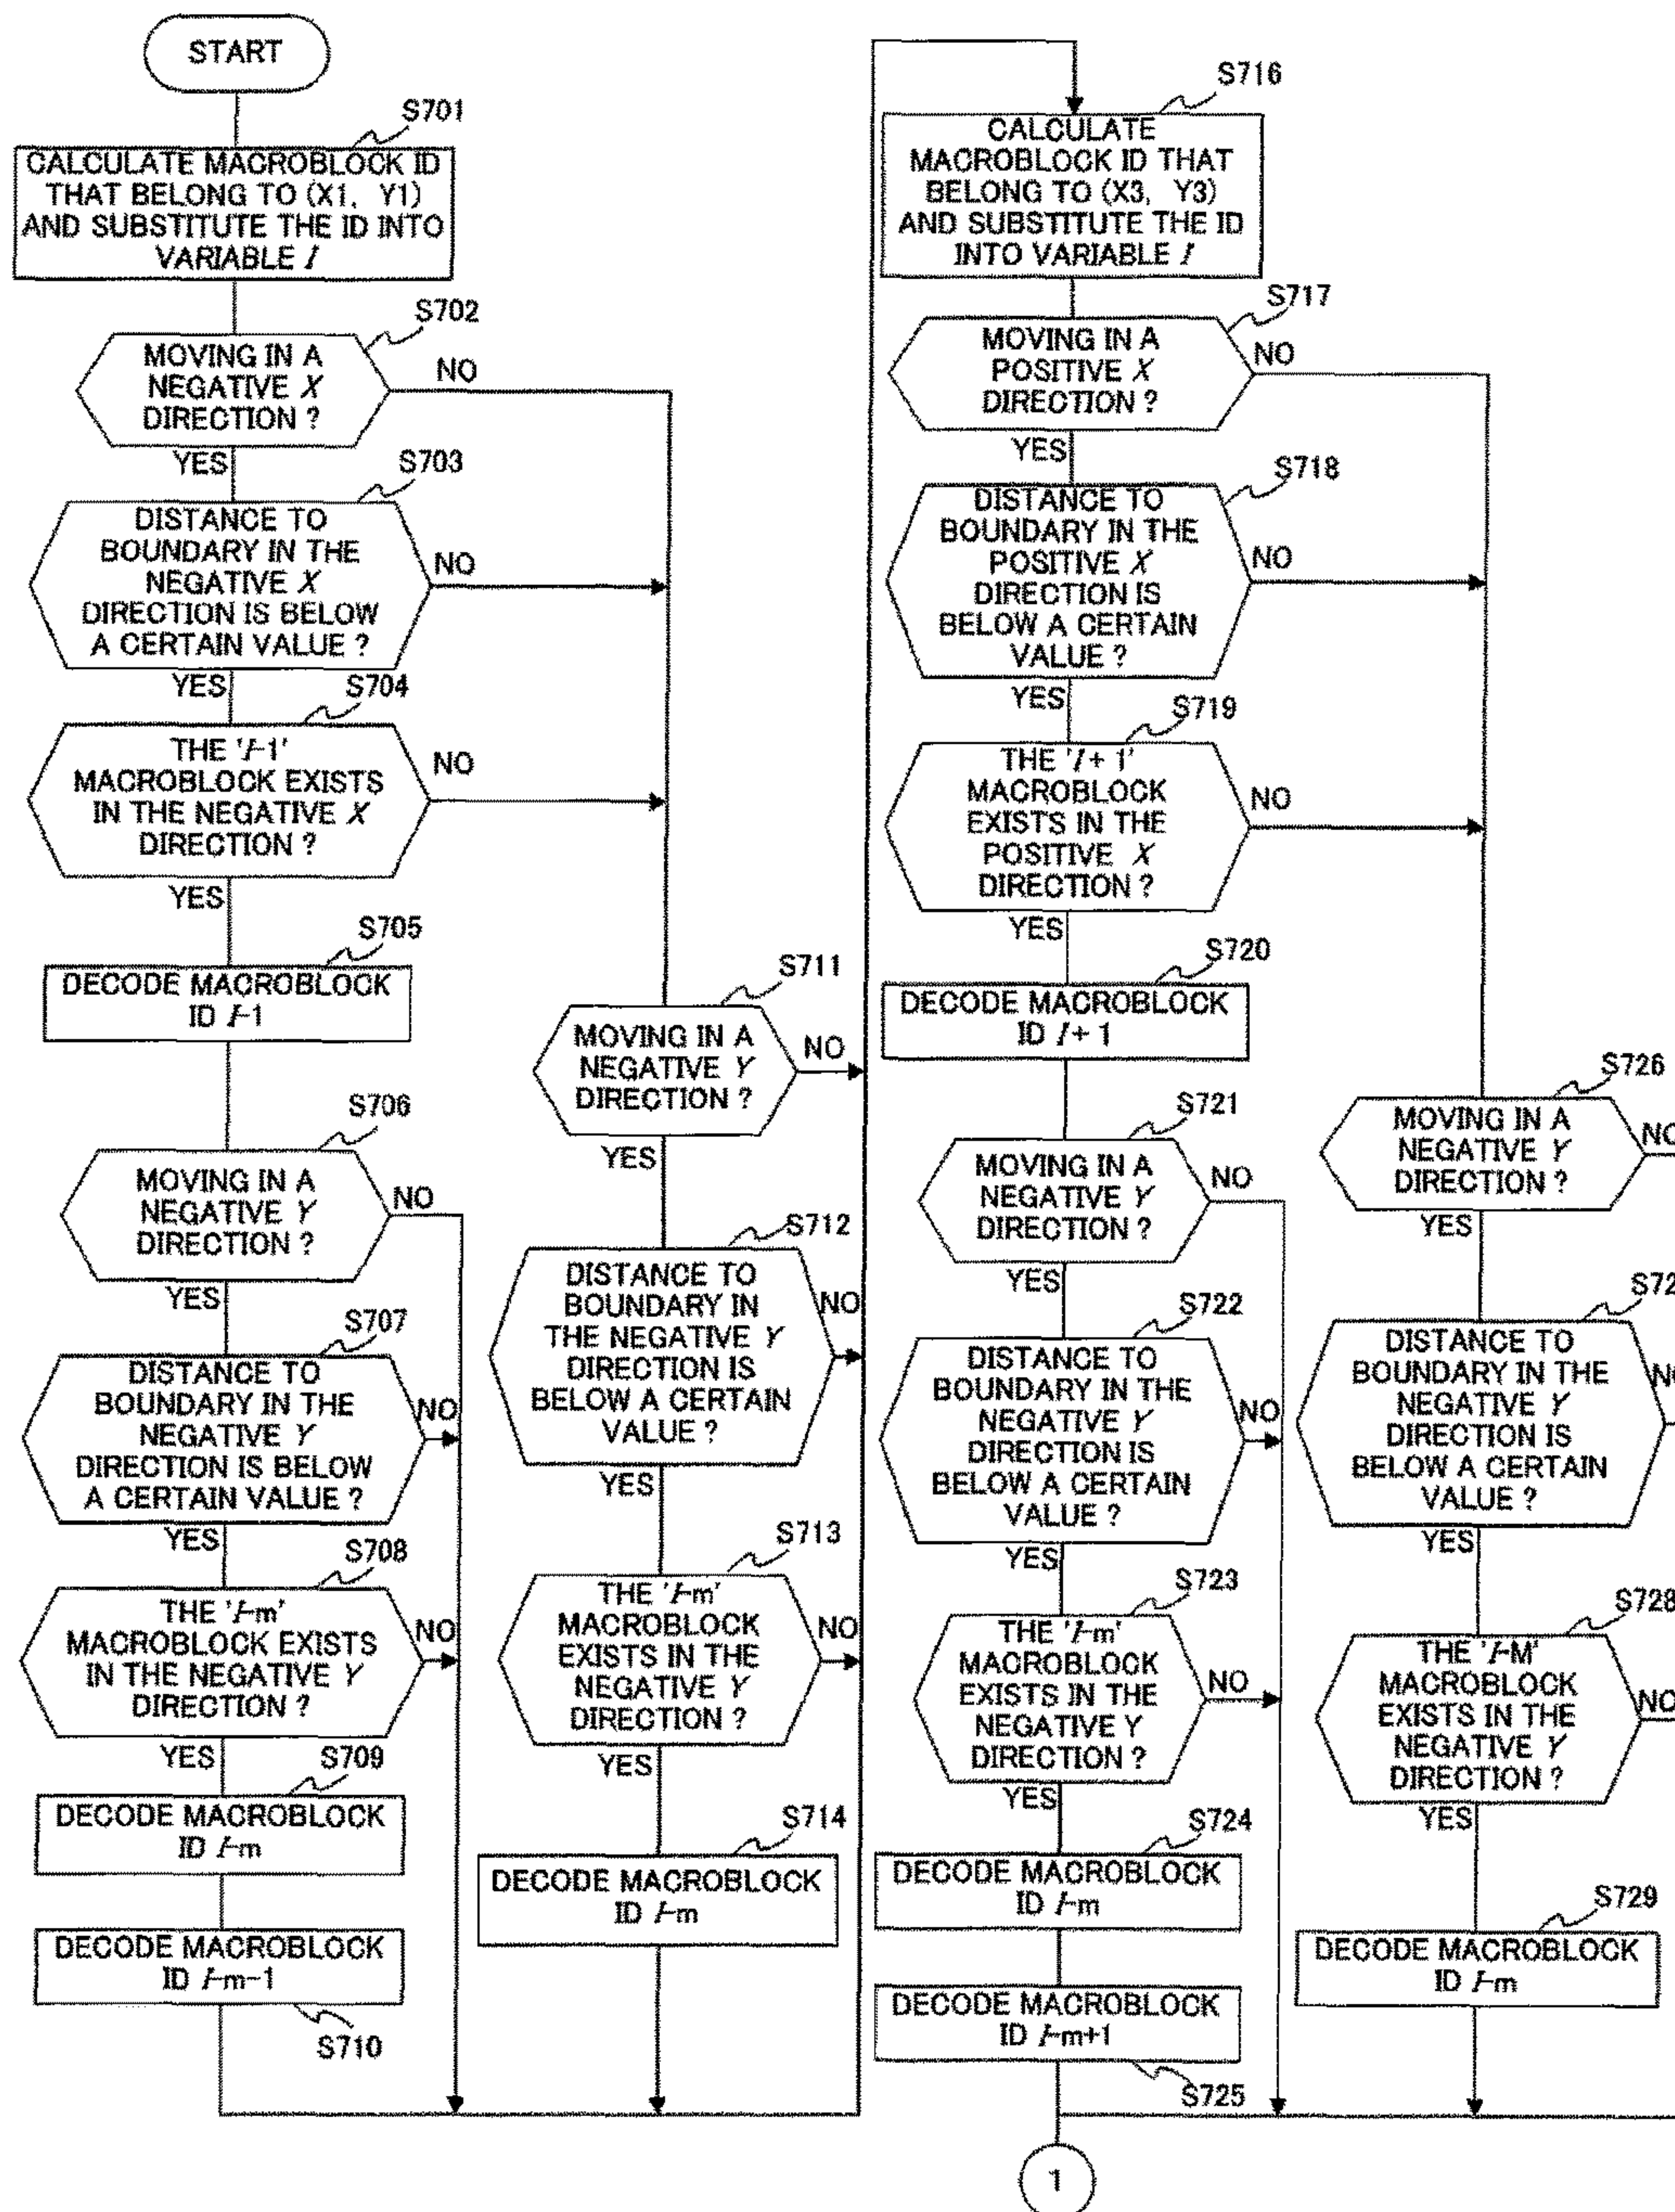 START
S701
CALCULATE MACROBLOCK ID
THAT BELONG TO (X1, Y1)
AND SUBSTITUTE THE ID INTO
VARIABLE I
S702
MOVING IN A
NEGATIVE X
DIRECTION ?
NO
YES
S703
DISTANCE TO
BOUNDARY IN THE
NEGATIVE X
DIRECTION IS BELOW
A CERTAIN VALUE ?
NO
YES
S704
THE 'I-1'
MACROBLOCK EXISTS
IN THE NEGATIVE X
DIRECTION ?
NO
YES
S705
DECODE MACROBLOCK
ID I-1
S706
MOVING IN A
NEGATIVE Y
DIRECTION ?
NO
YES
S707
DISTANCE TO
BOUNDARY IN THE
NEGATIVE Y
DIRECTION IS BELOW
A CERTAIN VALUE ?
NO
YES
S708
THE 'I-m'
MACROBLOCK EXISTS
IN THE NEGATIVE Y
DIRECTION ?
NO
YES
S709
DECODE MACROBLOCK
ID I-m
DECODE MACROBLOCK
ID I-m-1
S710
S711
MOVING IN A
NEGATIVE Y
DIRECTION ?
NO
YES
S712
DISTANCE TO
BOUNDARY IN
THE NEGATIVE Y
DIRECTION IS
BELOW A CERTAIN
VALUE ?
NO
YES
S713
THE 'I-m'
MACROBLOCK
EXISTS IN THE
NEGATIVE Y
DIRECTION ?
NO
YES
S714
DECODE MACROBLOCK
ID I-m
S716
CALCULATE
MACROBLOCK ID THAT
BELONG TO (X3, Y3)
AND SUBSTITUTE THE ID
INTO VARIABLE I
S717
MOVING IN A
POSITIVE X
DIRECTION ?
NO
YES
S718
DISTANCE TO
BOUNDARY IN THE
POSITIVE X
DIRECTION IS
BELOW A CERTAIN
VALUE ?
NO
YES
S719
THE 'I+1'
MACROBLOCK
EXISTS IN THE
POSITIVE X
DIRECTION ?
NO
YES
S720
DECODE MACROBLOCK
ID I+1
S721
MOVING IN A
NEGATIVE Y
DIRECTION ?
NO
YES
S722
DISTANCE TO
BOUNDARY IN THE
NEGATIVE Y
DIRECTION IS
BELOW A CERTAIN
VALUE ?
NO
YES
S723
THE 'I-m'
MACROBLOCK
EXISTS IN THE
NEGATIVE Y
DIRECTION ?
NO
YES
S724
DECODE MACROBLOCK
ID I-m
DECODE MACROBLOCK
ID I-m+1
S725
1
S726
MOVING IN A
NEGATIVE Y
DIRECTION ?
NO
YES
S72
DISTANCE TO
BOUNDARY IN THE
NEGATIVE Y
DIRECTION IS
BELOW A CERTAIN
VALUE ?
NO
YES
S728
THE 'I-M'
MACROBLOCK
EXISTS IN THE
NEGATIVE Y
DIRECTION ?
NO
YES
S729
DECODE MACROBLOCK
ID I-m